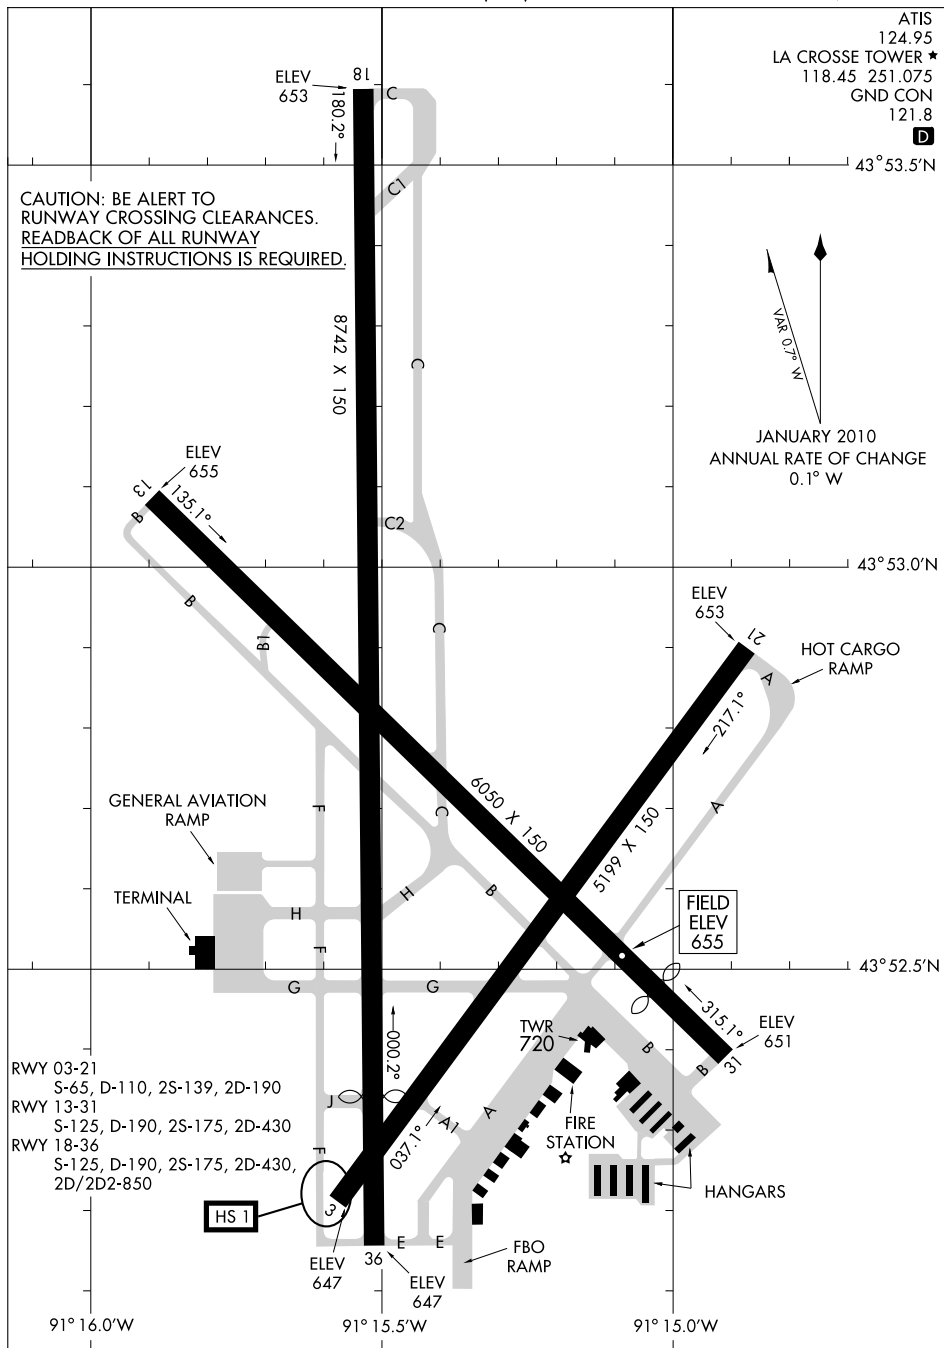 ATIS
124.95
LA CROSSE TOWER ★
118.45 251.075
GND CON
121.8
D
ELEV
653
18
C
180.2°
43°53.5'N
C1
CAUTION: BE ALERT TO
RUNWAY CROSSING CLEARANCES.
READBACK OF ALL RUNWAY
HOLDING INSTRUCTIONS IS REQUIRED.
8742 X 150
C
VAR 0.7° W
JANUARY 2010
ANNUAL RATE OF CHANGE
0.1° W
ELEV
655
13
135.1°
B
C2
43°53.0'N
B
B1
C
ELEV
653
21
HOT CARGO
RAMP
A
217.1°
GENERAL AVIATION
RAMP
F
C
6050 X 150
5199 X 150
A
TERMINAL
H
H
B
FIELD
ELEV
655
F
43°52.5'N
G
G
315.1°
ELEV
651
31
TWR
720
B
B
000.2°
RWY 03-21
S-65, D-110, 2S-139, 2D-190
RWY 13-31
S-125, D-190, 2S-175, 2D-430
RWY 18-36
S-125, D-190, 2S-175, 2D-430,
2D/2D2-850
J
A1
A
037.1°
FIRE
STATION
F
HS 1
3
HANGARS
E
E
36
ELEV
647
ELEV
647
FBO
RAMP
91°16.0'W
91°15.5'W
91°15.0'W